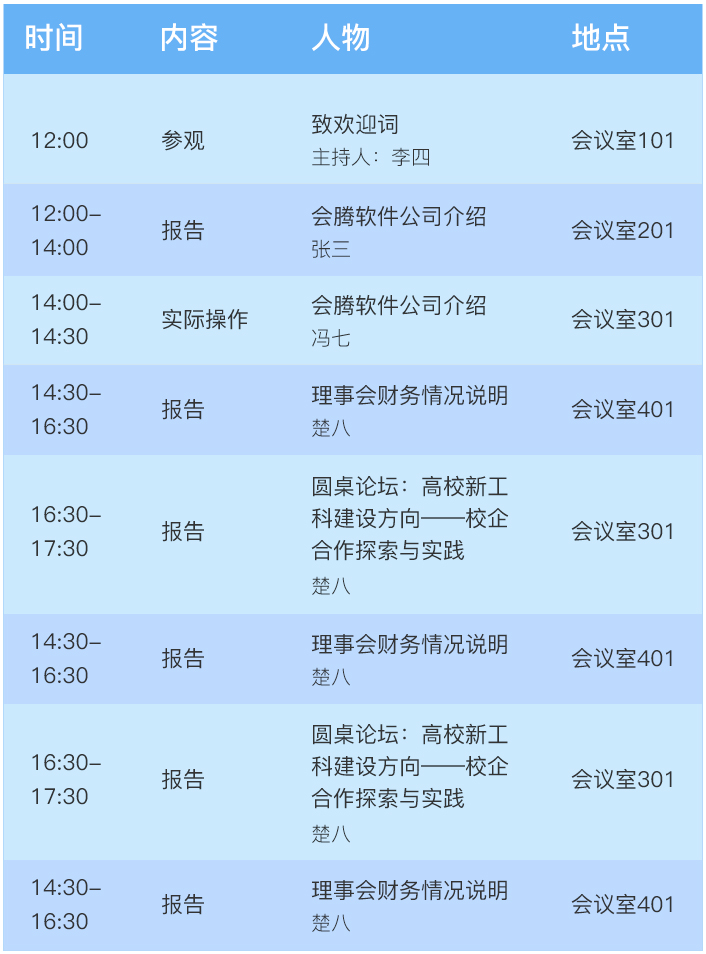 时间 内容 人物 地点
12:00 参观 致欢迎词 会议室101
主持人：李四
12:00–
14:00
报告
会腾软件公司介绍
张三
会议室201
14:00–
14:30
实际操作
会腾软件公司介绍
冯七
会议室301
14:30–
16:30
报告
理事会财务情况说明
楚八
会议室401
16:30–
17:30
报告
圆桌论坛：高校新工
科建设方向——校企
合作探索与实践
楚八
会议室301
14:30–
16:30
报告
理事会财务情况说明
楚八
会议室401
16:30–
17:30
报告
圆桌论坛：高校新工
科建设方向——校企
合作探索与实践
楚八
会议室301
14:30–
16:30
报告
理事会财务情况说明
楚八
会议室401